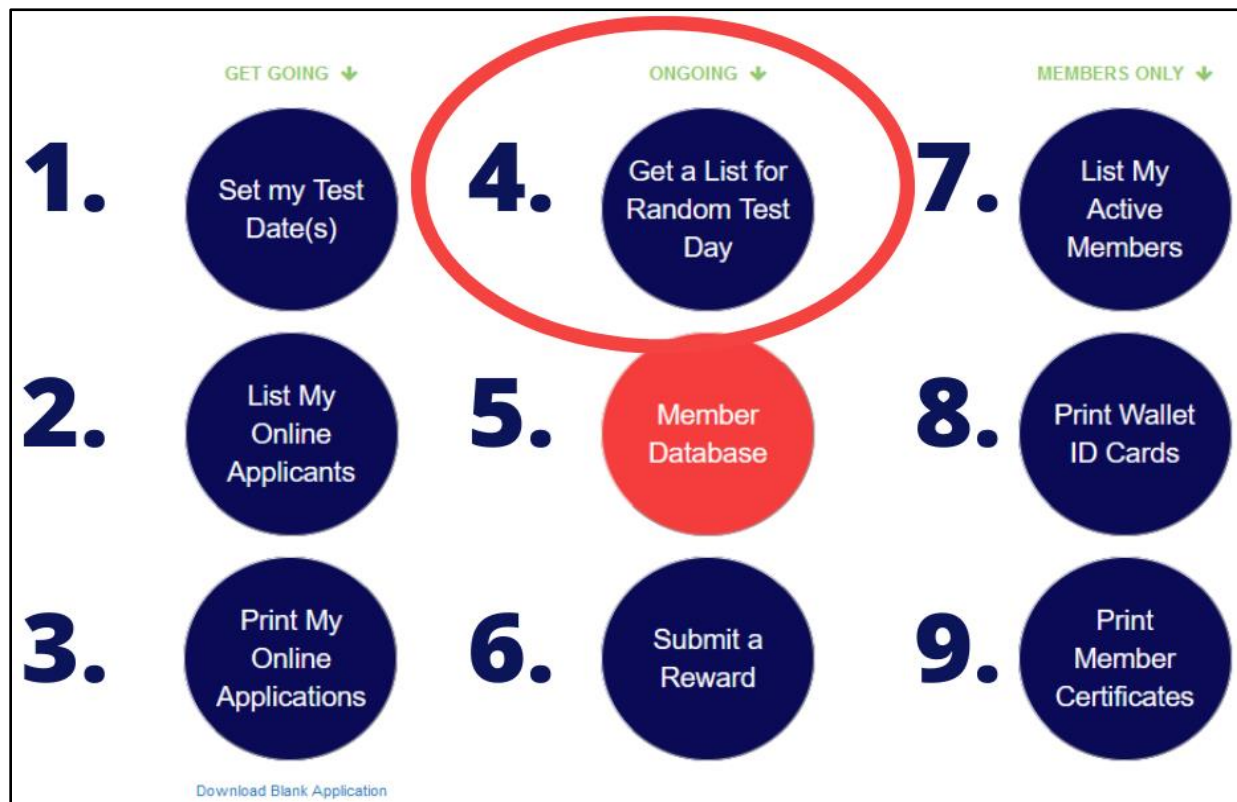 GET GOING
1.
Set my Test
Date(s)
2.
List My
Online
Applicants
3.
Print My
Online
Applications
Download Blank Application
ONGOING
4.
Get a List for
Random Test
Day
5.
Member
Database
6.
Submit a
Reward
MEMBERS ONLY
7.
List My
Active
Members
8.
Print Wallet
ID Cards
9.
Print
Member
Certificates